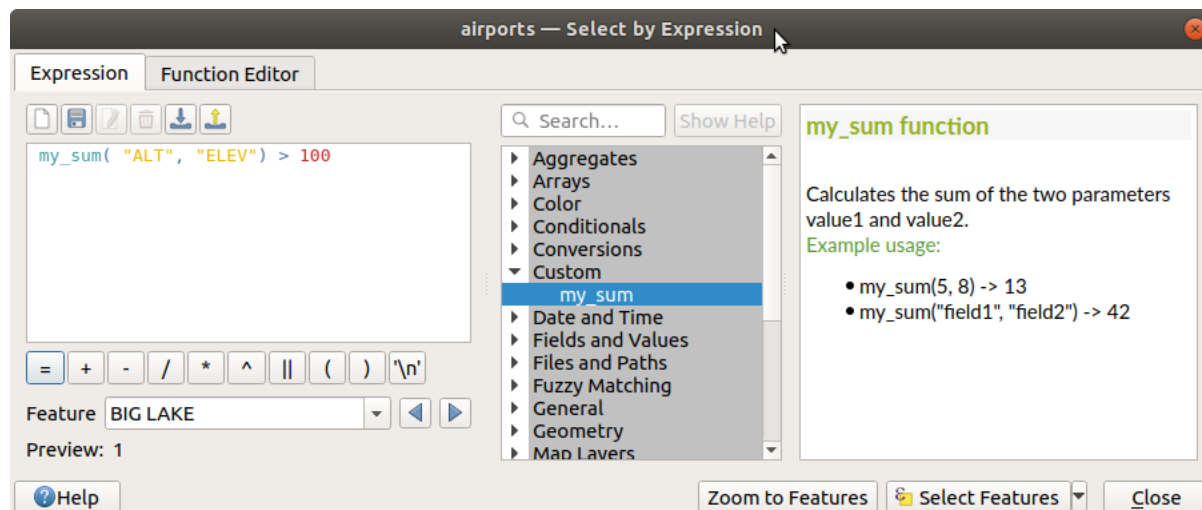 airports — Select by Expression
Expression
Function Editor
my_sum( "ALT", "ELEV") > 100
= + - / * ^ || ( ) '\n'
Feature BIG LAKE
Preview: 1
Search...
Show Help
Aggregates
Arrays
Color
Conditionals
Conversions
Custom
my_sum
Date and Time
Fields and Values
Files and Paths
Fuzzy Matching
General
Geometry
Map Layers
my_sum function
Calculates the sum of the two parameters
value1 and value2.
Example usage:
• my_sum(5, 8) -> 13
• my_sum("field1", "field2") -> 42
Help
Zoom to Features
Select Features
Close